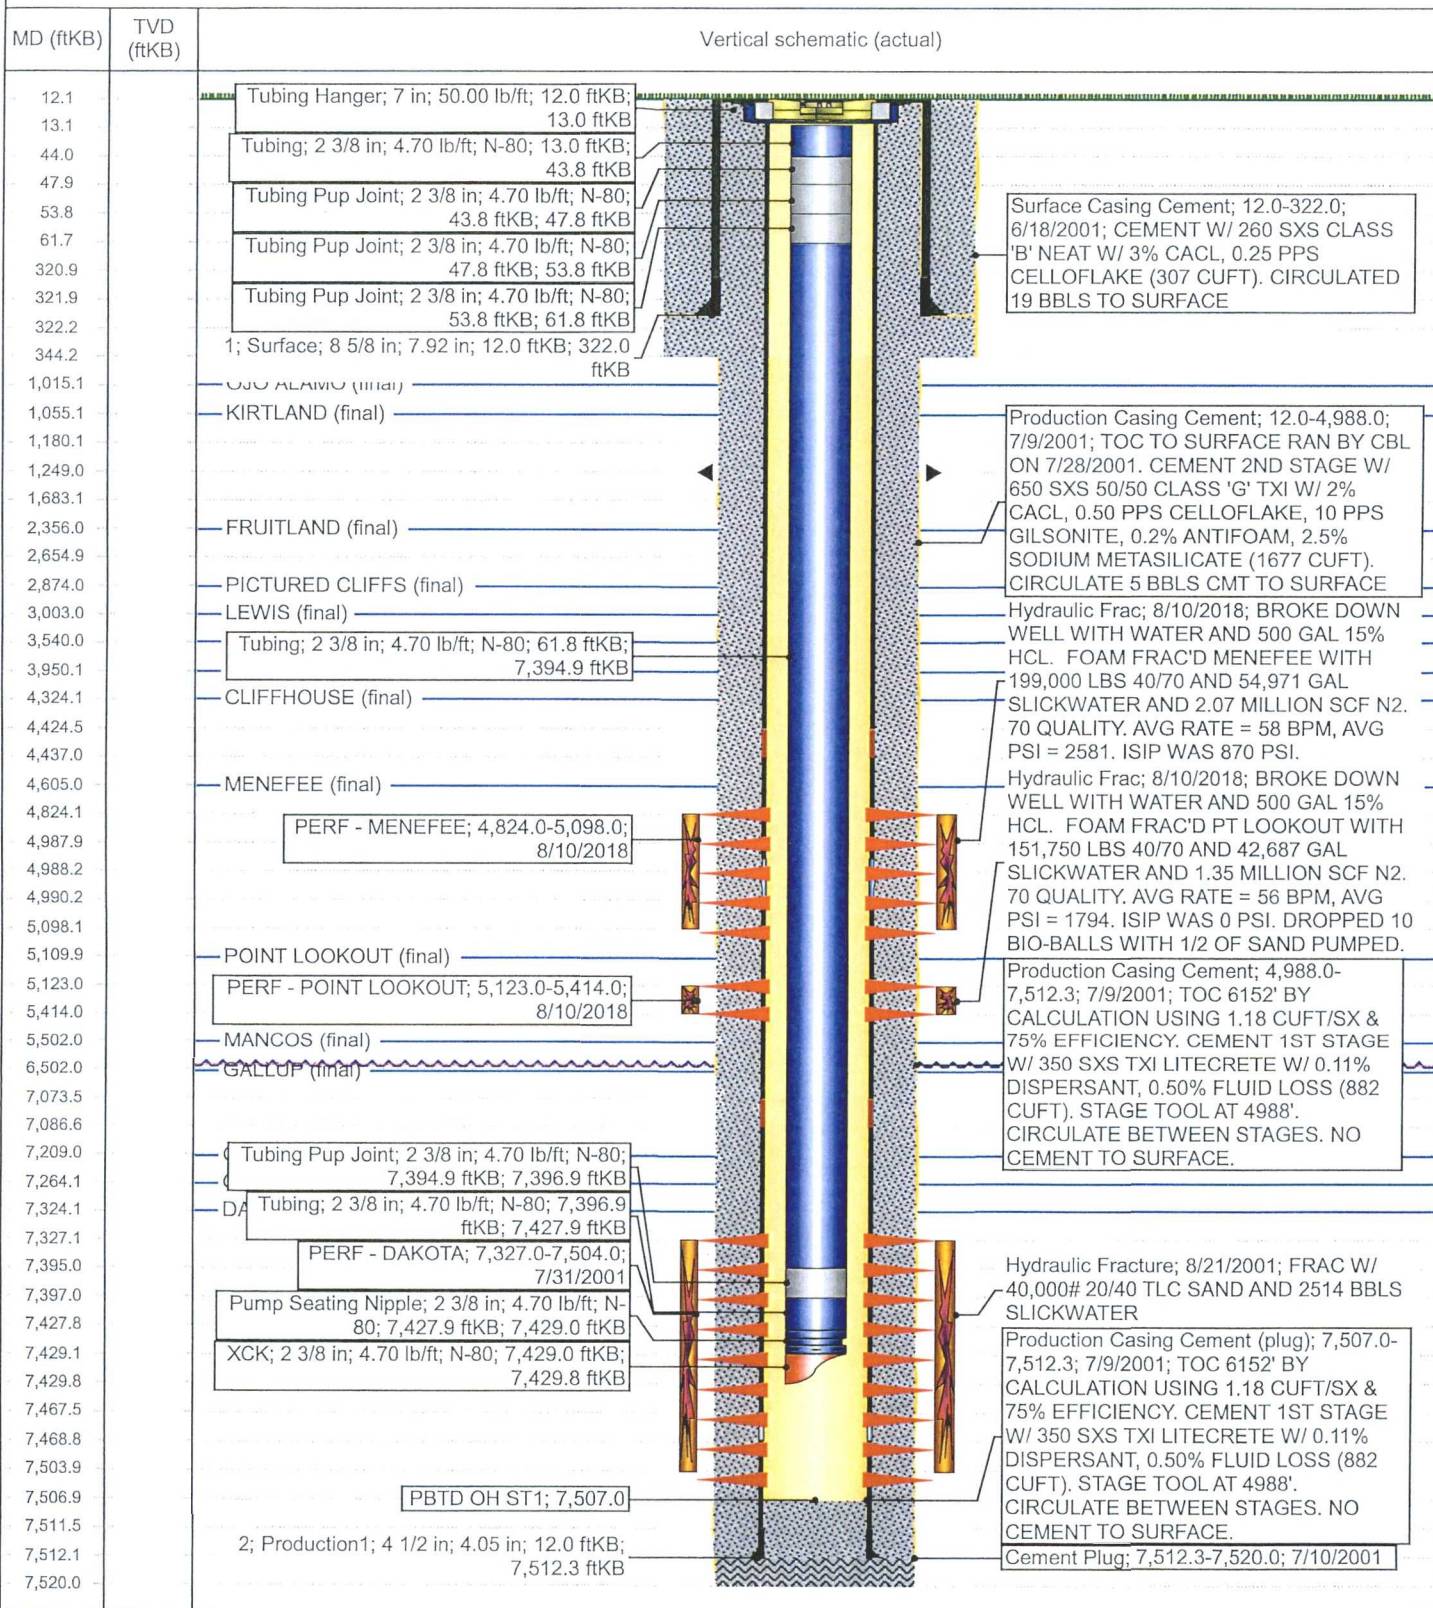 MD (ftKB)
TVD
(ftKB)
Vertical schematic (actual)
12.1
13.1
44.0
47.9
53.8
61.7
320.9
321.9
322.2
344.2
1,015.1
1,055.1
1,180.1
1,249.0
1,683.1
2,356.0
2,654.9
2,874.0
3,003.0
3,540.0
3,950.1
4,324.1
4,424.5
4,437.0
4,605.0
4,824.1
4,987.9
4,988.2
4,990.2
5,098.1
5,109.9
5,123.0
5,414.0
5,502.0
6,502.0
7,073.5
7,086.6
7,209.0
7,264.1
7,324.1
7,327.1
7,395.0
7,397.0
7,427.8
7,429.1
7,429.8
7,467.5
7,468.8
7,503.9
7,506.9
7,511.5
7,512.1
7,520.0
Tubing Hanger; 7 in; 50.00 lb/ft; 12.0 ftKB;
13.0 ftKB
Tubing; 2 3/8 in; 4.70 lb/ft; N-80; 13.0 ftKB;
43.8 ftKB
Tubing Pup Joint; 2 3/8 in; 4.70 lb/ft; N-80;
43.8 ftKB; 47.8 ftKB
Tubing Pup Joint; 2 3/8 in; 4.70 lb/ft; N-80;
47.8 ftKB; 53.8 ftKB
Tubing Pup Joint; 2 3/8 in; 4.70 lb/ft; N-80;
53.8 ftKB; 61.8 ftKB
1; Surface; 8 5/8 in; 7.92 in; 12.0 ftKB; 322.0
ftKB
OJO ALAMO (final)
KIRTLAND (final)
FRUITLAND (final)
PICTURED CLIFFS (final)
LEWIS (final)
Tubing; 2 3/8 in; 4.70 lb/ft; N-80; 61.8 ftKB;
7,394.9 ftKB
CLIFFHOUSE (final)
MENEFEE (final)
PERF - MENEFEE; 4,824.0-5,098.0;
8/10/2018
POINT LOOKOUT (final)
PERF - POINT LOOKOUT; 5,123.0-5,414.0;
8/10/2018
MANCOS (final)
GALLUP (final)
Tubing Pup Joint; 2 3/8 in; 4.70 lb/ft; N-80;
7,394.9 ftKB; 7,396.9 ftKB
DA
Tubing; 2 3/8 in; 4.70 lb/ft; N-80; 7,396.9
ftKB; 7,427.9 ftKB
PERF - DAKOTA; 7,327.0-7,504.0;
7/31/2001
Pump Seating Nipple; 2 3/8 in; 4.70 lb/ft; N-
80; 7,427.9 ftKB; 7,429.0 ftKB
XCK; 2 3/8 in; 4.70 lb/ft; N-80; 7,429.0 ftKB;
7,429.8 ftKB
PBTD OH ST1; 7,507.0
2; Production1; 4 1/2 in; 4.05 in; 12.0 ftKB;
7,512.3 ftKB
Surface Casing Cement; 12.0-322.0;
6/18/2001; CEMENT W/ 260 SXS CLASS
'B' NEAT W/ 3% CACL, 0.25 PPS
CELLOFLAKE (307 CUFT). CIRCULATED
19 BBLS TO SURFACE
Production Casing Cement; 12.0-4,988.0;
7/9/2001; TOC TO SURFACE RAN BY CBL
ON 7/28/2001. CEMENT 2ND STAGE W/
650 SXS 50/50 CLASS 'G' TXI W/ 2%
CACL, 0.50 PPS CELLOFLAKE, 10 PPS
GILSONITE, 0.2% ANTIFOAM, 2.5%
SODIUM METASILICATE (1677 CUFT).
CIRCULATE 5 BBLS CMT TO SURFACE
Hydraulic Frac; 8/10/2018; BROKE DOWN
WELL WITH WATER AND 500 GAL 15%
HCL. FOAM FRAC'D MENEFEE WITH
199,000 LBS 40/70 AND 54,971 GAL
SLICKWATER AND 2.07 MILLION SCF N2.
70 QUALITY. AVG RATE = 58 BPM, AVG
PSI = 2581. ISIP WAS 870 PSI.
Hydraulic Frac; 8/10/2018; BROKE DOWN
WELL WITH WATER AND 500 GAL 15%
HCL. FOAM FRAC'D PT LOOKOUT WITH
151,750 LBS 40/70 AND 42,687 GAL
SLICKWATER AND 1.35 MILLION SCF N2.
70 QUALITY. AVG RATE = 56 BPM, AVG
PSI = 1794. ISIP WAS 0 PSI. DROPPED 10
BIO-BALLS WITH 1/2 OF SAND PUMPED.
Production Casing Cement; 4,988.0-
7,512.3; 7/9/2001; TOC 6152' BY
CALCULATION USING 1.18 CUFT/SX &
75% EFFICIENCY. CEMENT 1ST STAGE
W/ 350 SXS TXI LITECRETE W/ 0.11%
DISPERSANT, 0.50% FLUID LOSS (882
CUFT). STAGE TOOL AT 4988'.
CIRCULATE BETWEEN STAGES. NO
CEMENT TO SURFACE.
Hydraulic Fracture; 8/21/2001; FRAC W/
40,000# 20/40 TLC SAND AND 2514 BBLS
SLICKWATER
Production Casing Cement (plug); 7,507.0-
7,512.3; 7/9/2001; TOC 6152' BY
CALCULATION USING 1.18 CUFT/SX &
75% EFFICIENCY. CEMENT 1ST STAGE
W/ 350 SXS TXI LITECRETE W/ 0.11%
DISPERSANT, 0.50% FLUID LOSS (882
CUFT). STAGE TOOL AT 4988'.
CIRCULATE BETWEEN STAGES. NO
CEMENT TO SURFACE.
Cement Plug; 7,512.3-7,520.0; 7/10/2001